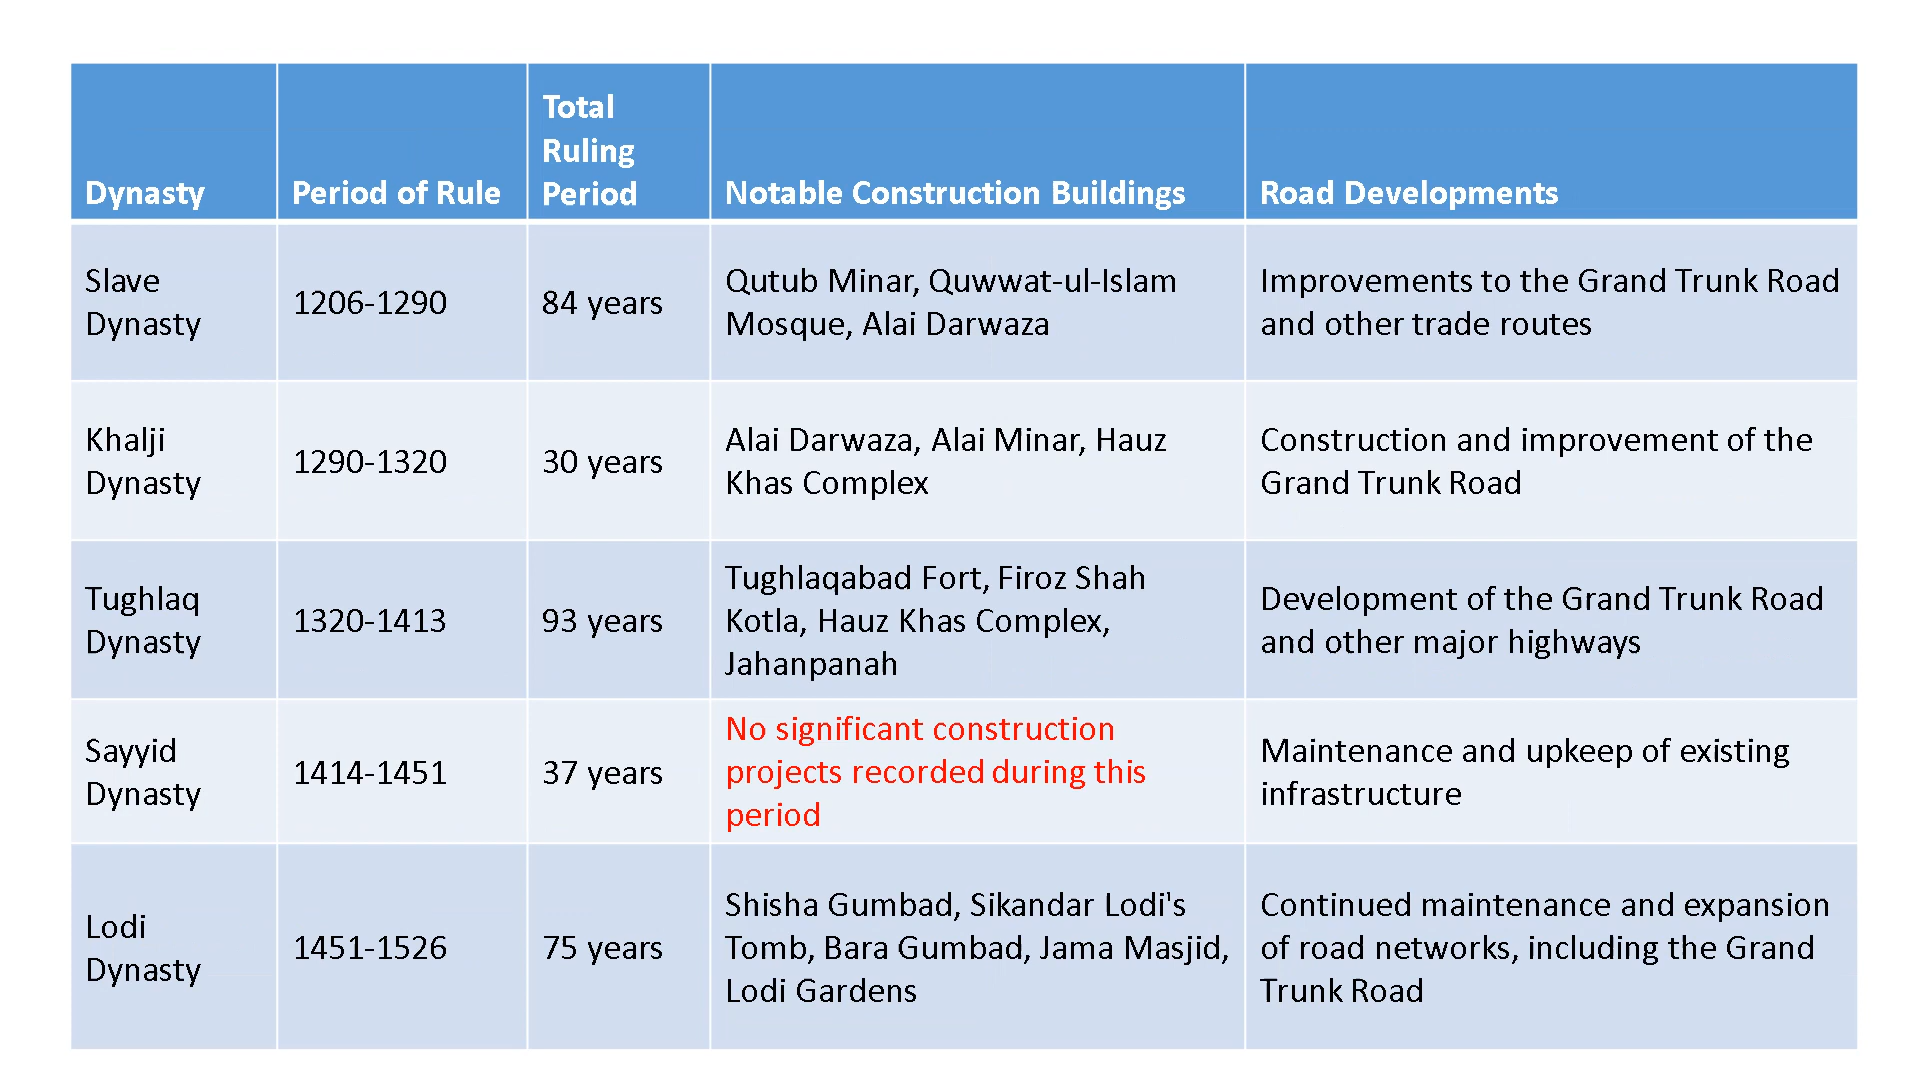 Dynasty
Period of Rule
Total
Ruling
Period
Notable Construction Buildings
Road Developments
Slave
Dynasty
1206-1290
84 years
Qutub Minar, Quwwat-ul-Islam
Mosque, Alai Darwaza
Improvements to the Grand Trunk Road
and other trade routes
Khalji
Dynasty
1290-1320
30 years
Alai Darwaza, Alai Minar, Hauz
Khas Complex
Construction and improvement of the
Grand Trunk Road
Tughlaq
Dynasty
1320-1413
93 years
Tughlaqabad Fort, Firoz Shah
Kotla, Hauz Khas Complex,
Jahanpanah
Development of the Grand Trunk Road
and other major highways
Sayyid
Dynasty
1414-1451
37 years
No significant construction
projects recorded during this
period
Maintenance and upkeep of existing
infrastructure
Lodi
Dynasty
1451-1526
75 years
Shisha Gumbad, Sikandar Lodi's
Tomb, Bara Gumbad, Jama Masjid,
Lodi Gardens
Continued maintenance and expansion
of road networks, including the Grand
Trunk Road